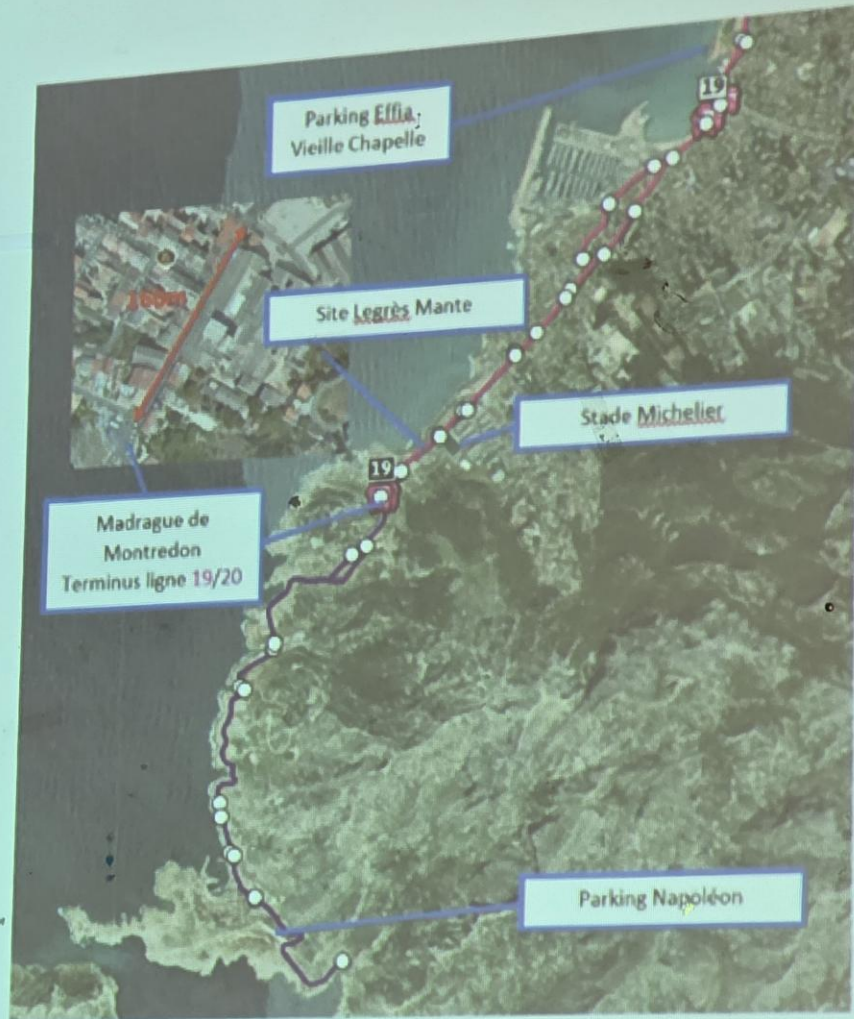 19
Parking Effia;
Vieille Chapelle
160m
Site Legrès Mante
Stade Michelier
19
Madrague de
Montredon
Terminus ligne 19/20
Parking Napoléon